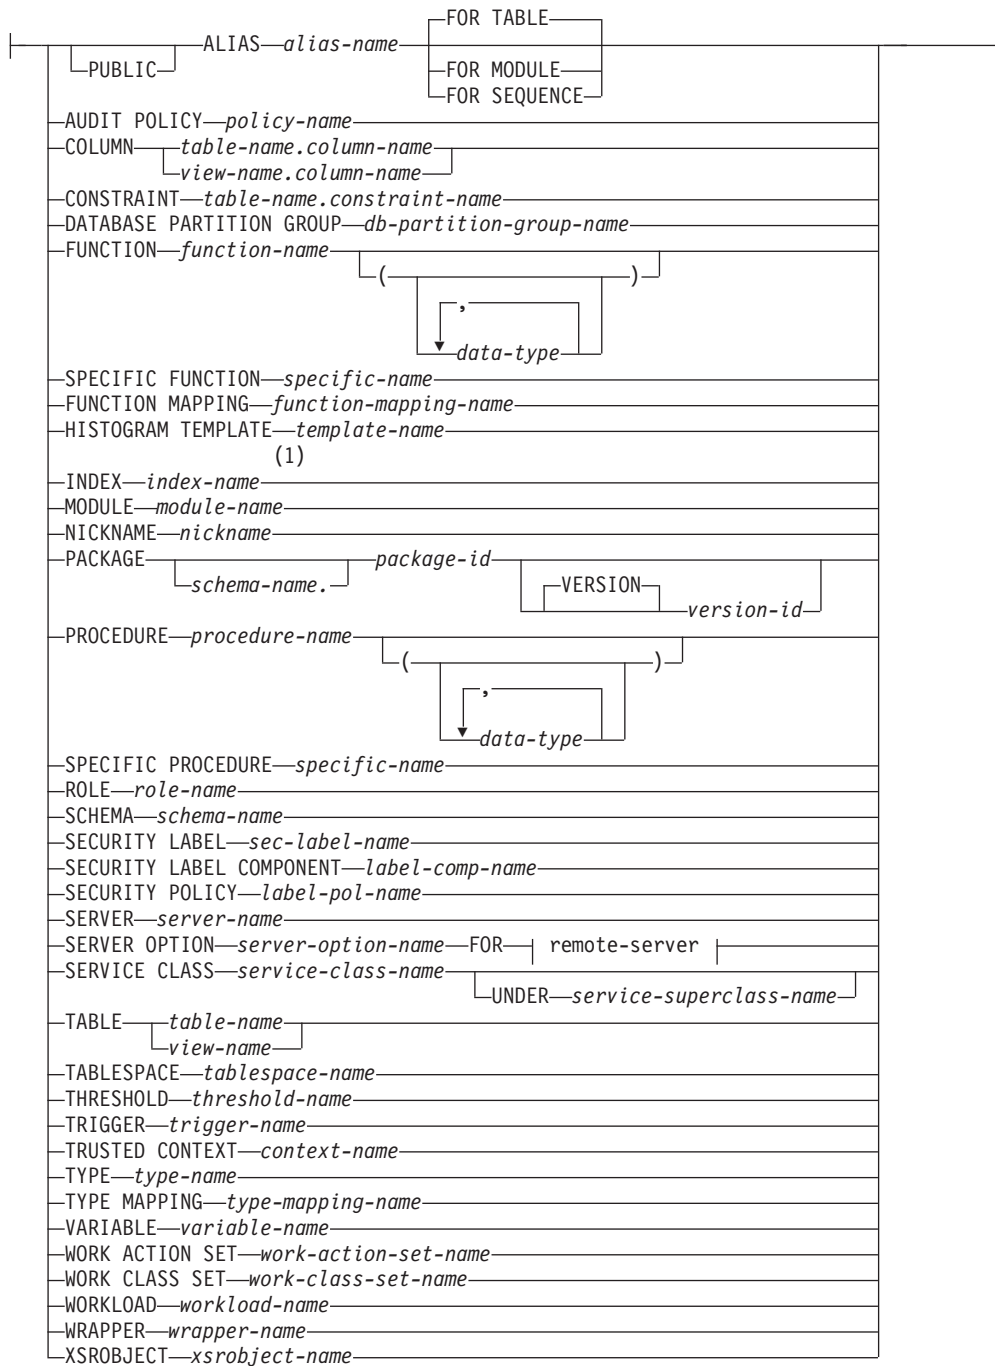 FOR TABLE
ALIAS alias-name
PUBLIC FOR MODULE
FOR SEQUENCE
AUDIT POLICY policy-name
COLUMN table-name.column-name
view-name.column-name
CONSTRAINT table-name.constraint-name
DATABASE PARTITION GROUP db-partition-group-name
FUNCTION function-name
( )
,
data-type
SPECIFIC FUNCTION specific-name
FUNCTION MAPPING function-mapping-name
HISTOGRAM TEMPLATE template-name
(1)
INDEX index-name
MODULE module-name
NICKNAME nickname
PACKAGE package-id
schema-name. VERSION
version-id
PROCEDURE procedure-name
( )
,
data-type
SPECIFIC PROCEDURE specific-name
ROLE role-name
SCHEMA schema-name
SECURITY LABEL sec-label-name
SECURITY LABEL COMPONENT label-comp-name
SECURITY POLICY label-pol-name
SERVER server-name
SERVER OPTION server-option-name FOR remote-server
SERVICE CLASS service-class-name
UNDER service-superclass-name
TABLE table-name
view-name
TABLESPACE tablespace-name
THRESHOLD threshold-name
TRIGGER trigger-name
TRUSTED CONTEXT context-name
TYPE type-name
TYPE MAPPING type-mapping-name
VARIABLE variable-name
WORK ACTION SET work-action-set-name
WORK CLASS SET work-class-set-name
WORKLOAD workload-name
WRAPPER wrapper-name
XSROBJECT xsrobject-name